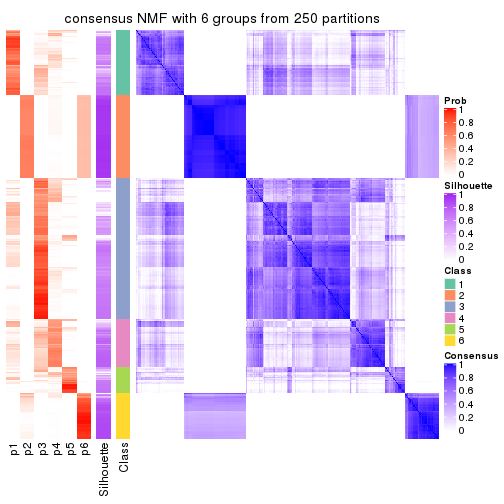 consensus NMF with 6 groups from 250 partitions
Prob
1
0.8
0.6
0.4
0.2
0
Silhouette
1
0.8
0.6
0.4
0.2
0
Class
1
2
3
4
5
6
Consensus
1
0.8
0.6
0.4
0.2
0
p1
p2
p3
p4
p5
p6
Silhouette
Class